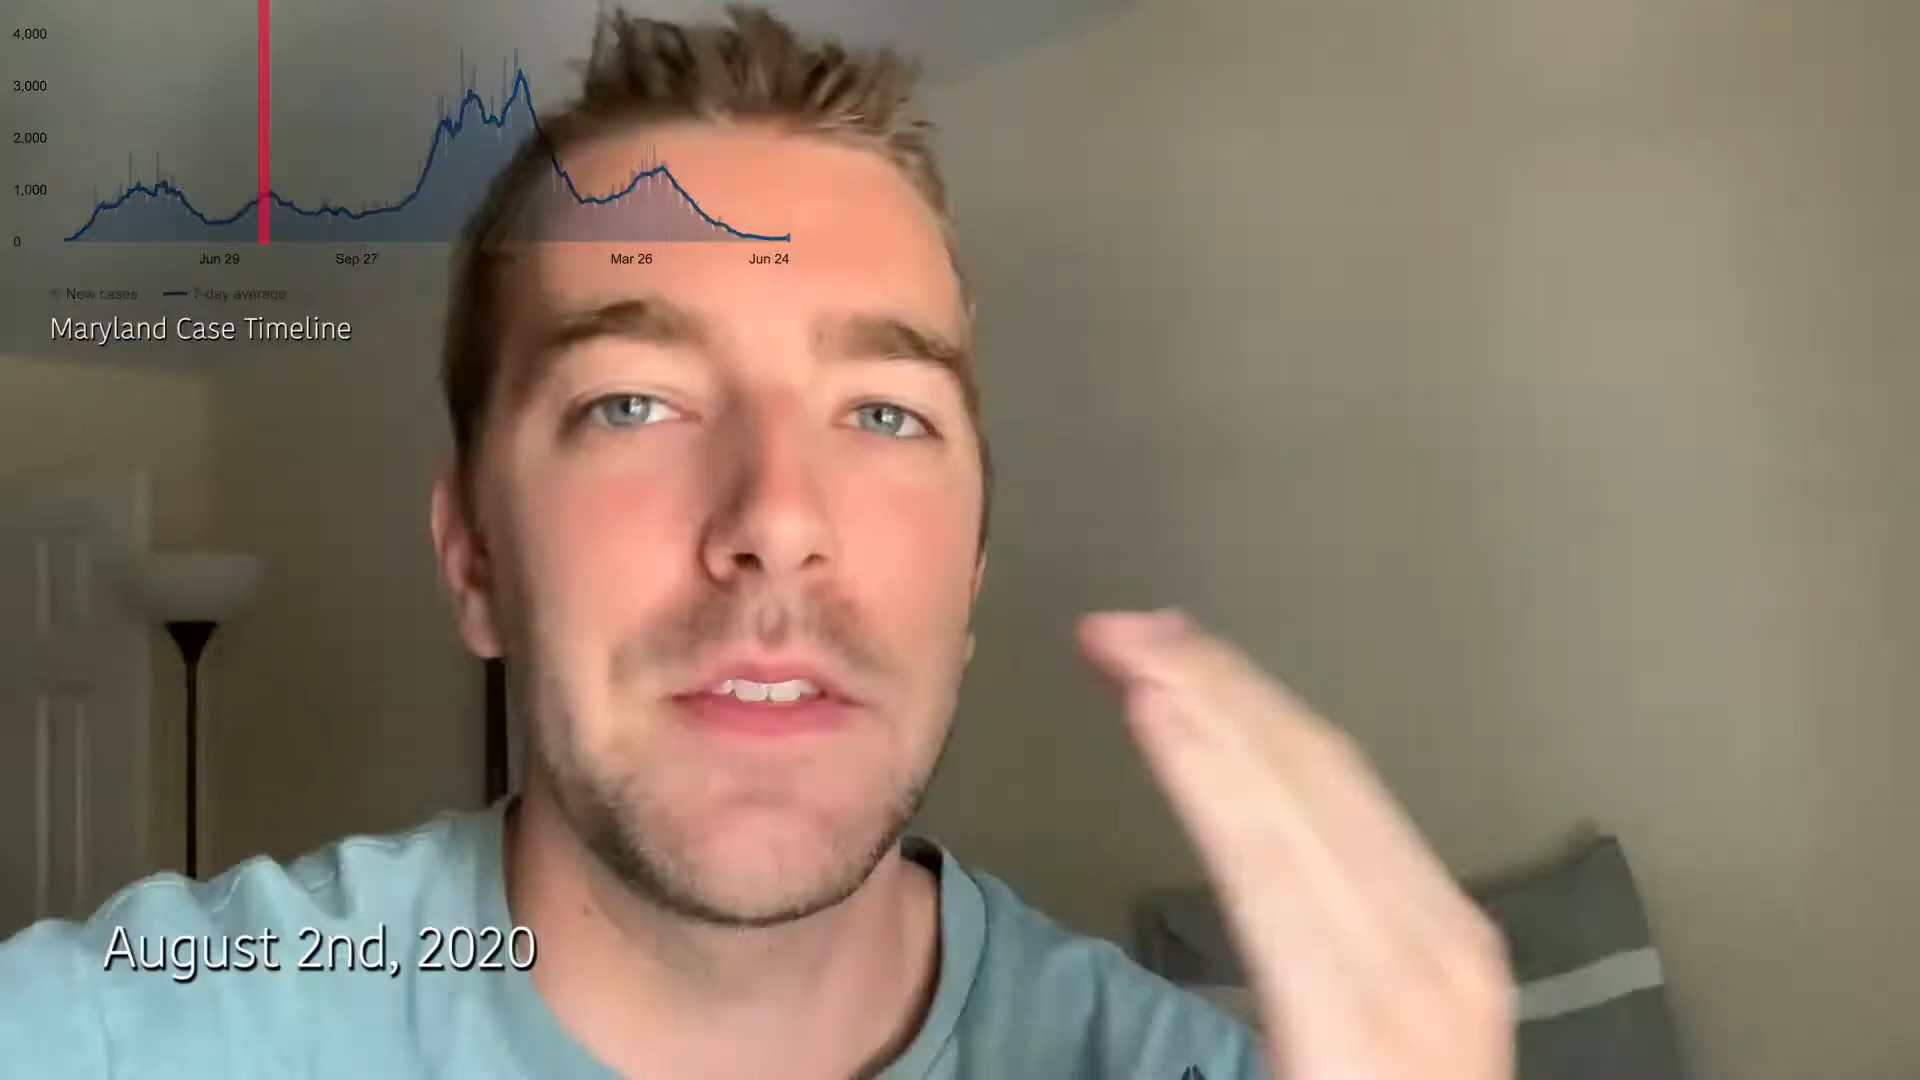 4,000
3,000
2,000
1,000
0
Jun 29 Sep 27 Mar 26 Jun 24
New cases 7-day average
Maryland Case Timeline
August 2nd, 2020